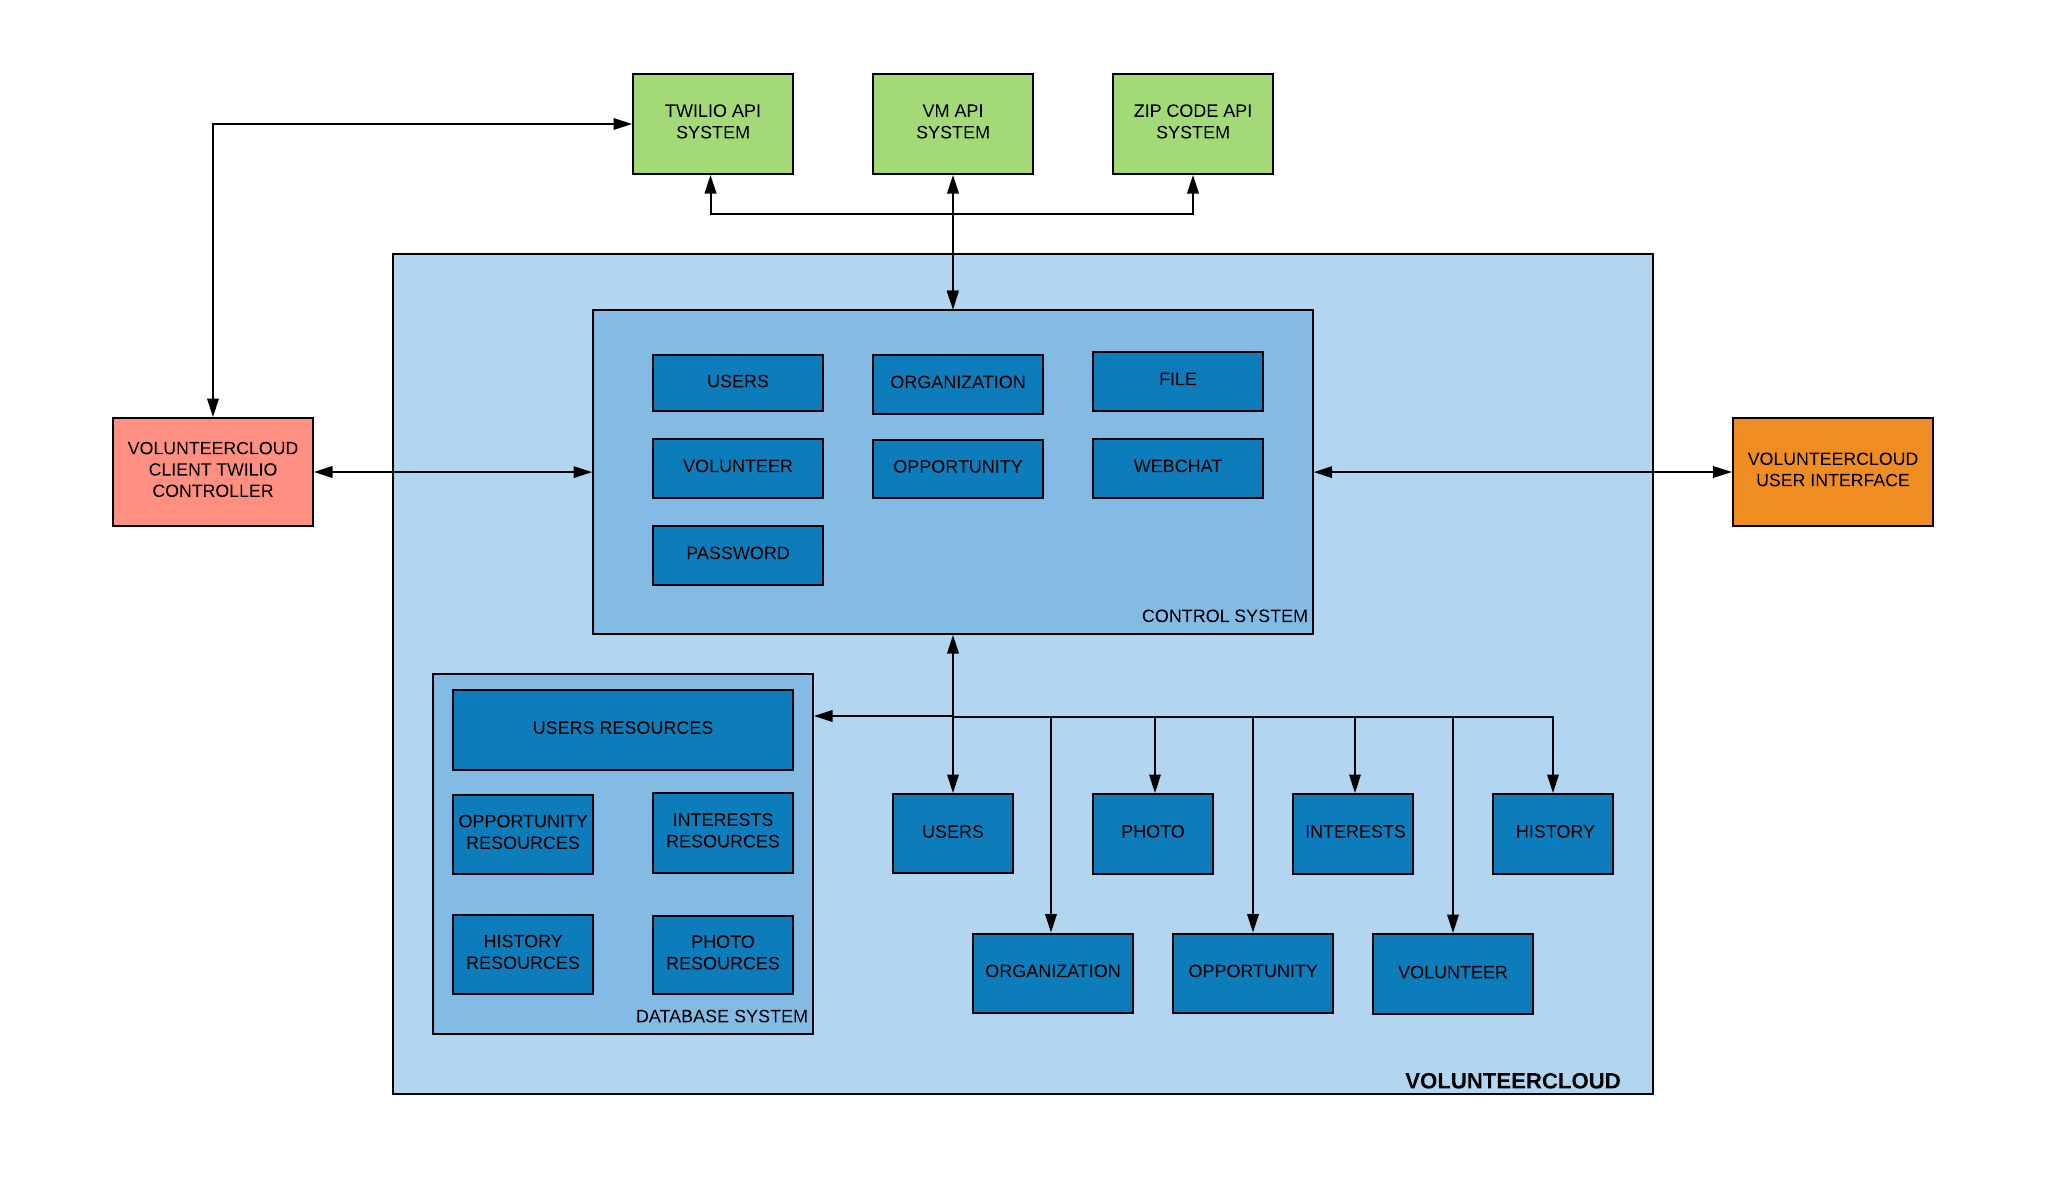 TWILIO API
SYSTEM
VM API
SYSTEM
ZIP CODE API
SYSTEM
USERS
ORGANIZATION
FILE
VOLUNTEERCLOUD
CLIENT TWILIO
CONTROLLER
VOLUNTEER
OPPORTUNITY
WEBCHAT
VOLUNTEERCLOUD
USER INTERFACE
PASSWORD
CONTROL SYSTEM
USERS RESOURCES
OPPORTUNITY
RESOURCES
INTERESTS
RESOURCES
HISTORY
RESOURCES
PHOTO
RESOURCES
DATABASE SYSTEM
USERS
PHOTO
INTERESTS
HISTORY
ORGANIZATION
OPPORTUNITY
VOLUNTEER
VOLUNTEERCLOUD